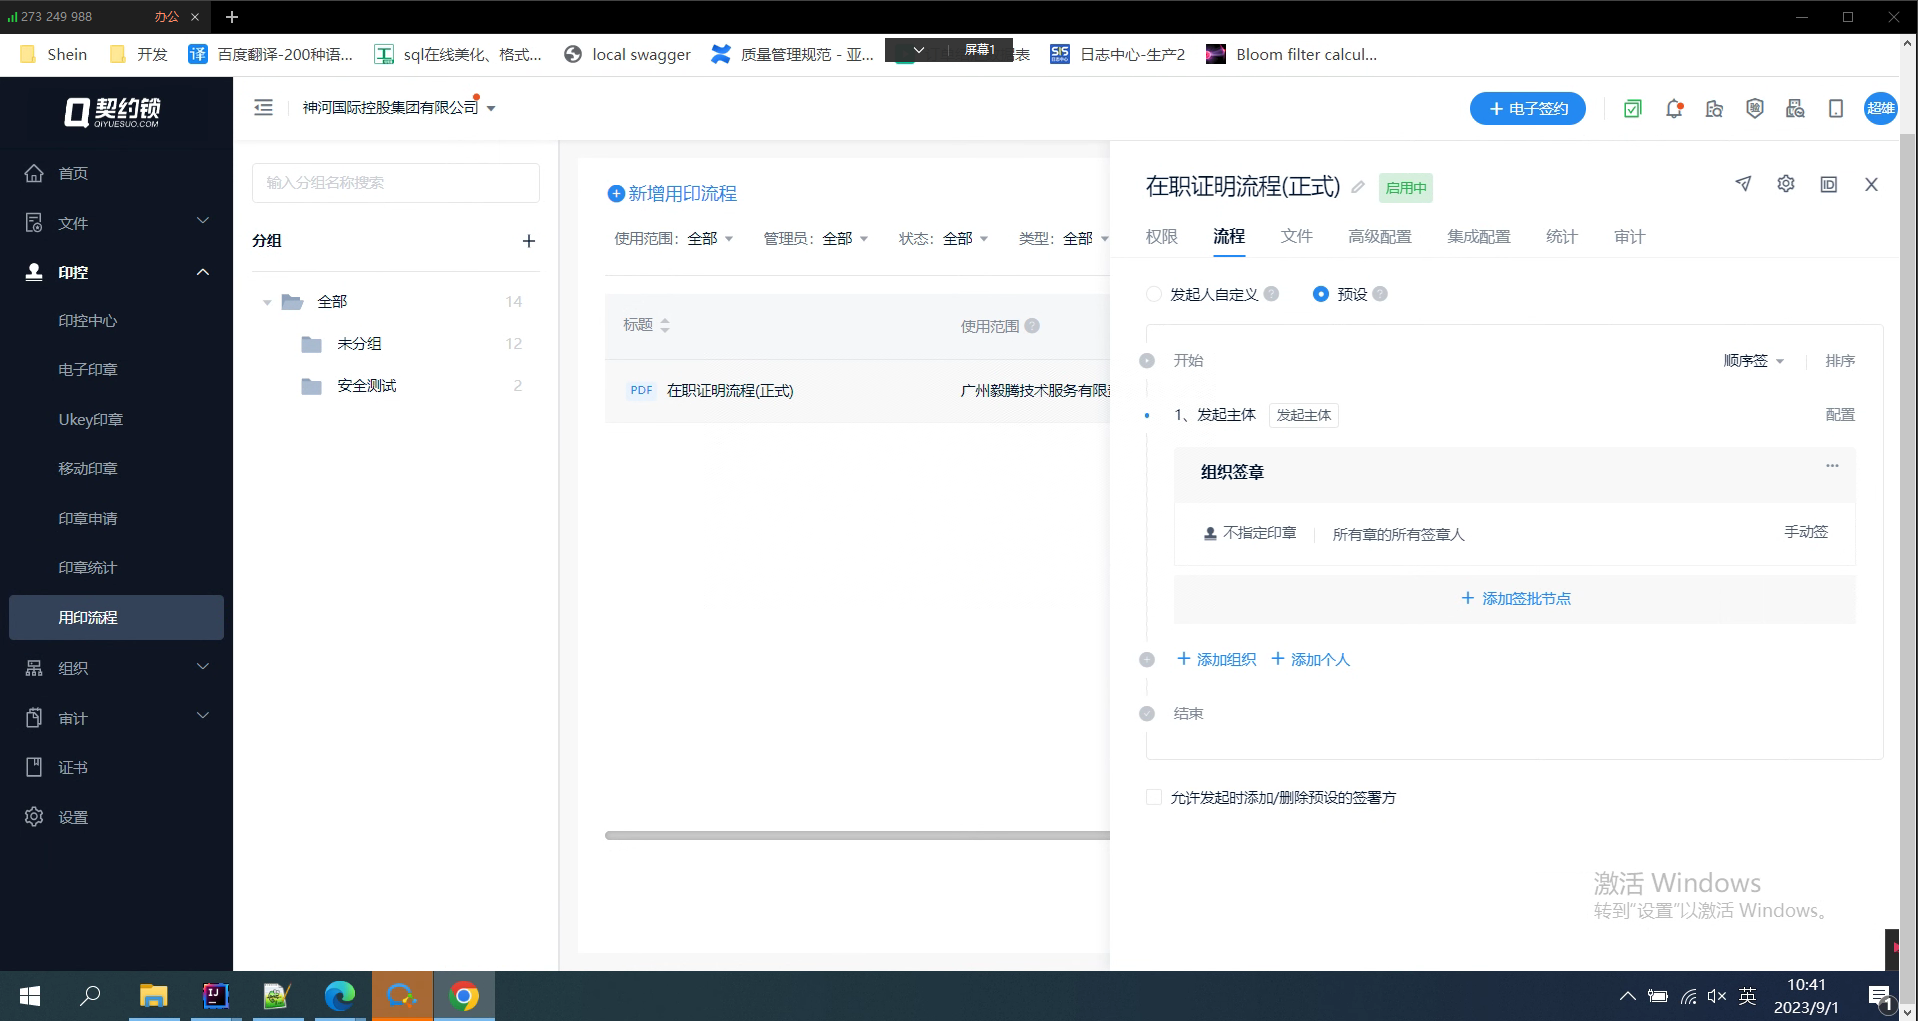 273 249 988
办公
Shein
开发
译
百度翻译-200种语...
工
sql在线美化、格式...
local swagger
质量管理规范 - 亚...
屏幕1
表
SIS
日志中心-生产2
Bloom filter calcul...
契约锁
QIYUESUO.COM
神河国际控股集团有限公司
电子签约
超雄
首页
文件
印控
印控中心
电子印章
Ukey印章
移动印章
印章申请
印章统计
用印流程
组织
审计
证书
设置
输入分组名称搜索
分组
全部
14
未分组
12
安全测试
2
新增用印流程
使用范围: 全部
管理员: 全部
状态: 全部
类型: 全部
标题
使用范围
PDF
在职证明流程(正式)
广州毅腾技术服务有限
在职证明流程(正式)
启用中
权限
流程
文件
高级配置
集成配置
统计
审计
发起人自定义
预设
开始
顺序签
排序
1、发起主体
发起主体
配置
组织签章
不指定印章
所有章的所有签章人
手动签
添加签批节点
添加组织
添加个人
结束
允许发起时添加/删除预设的签署方
激活 Windows
转到"设置"以激活 Windows。
IJ
英
10:41
2023/9/1
1